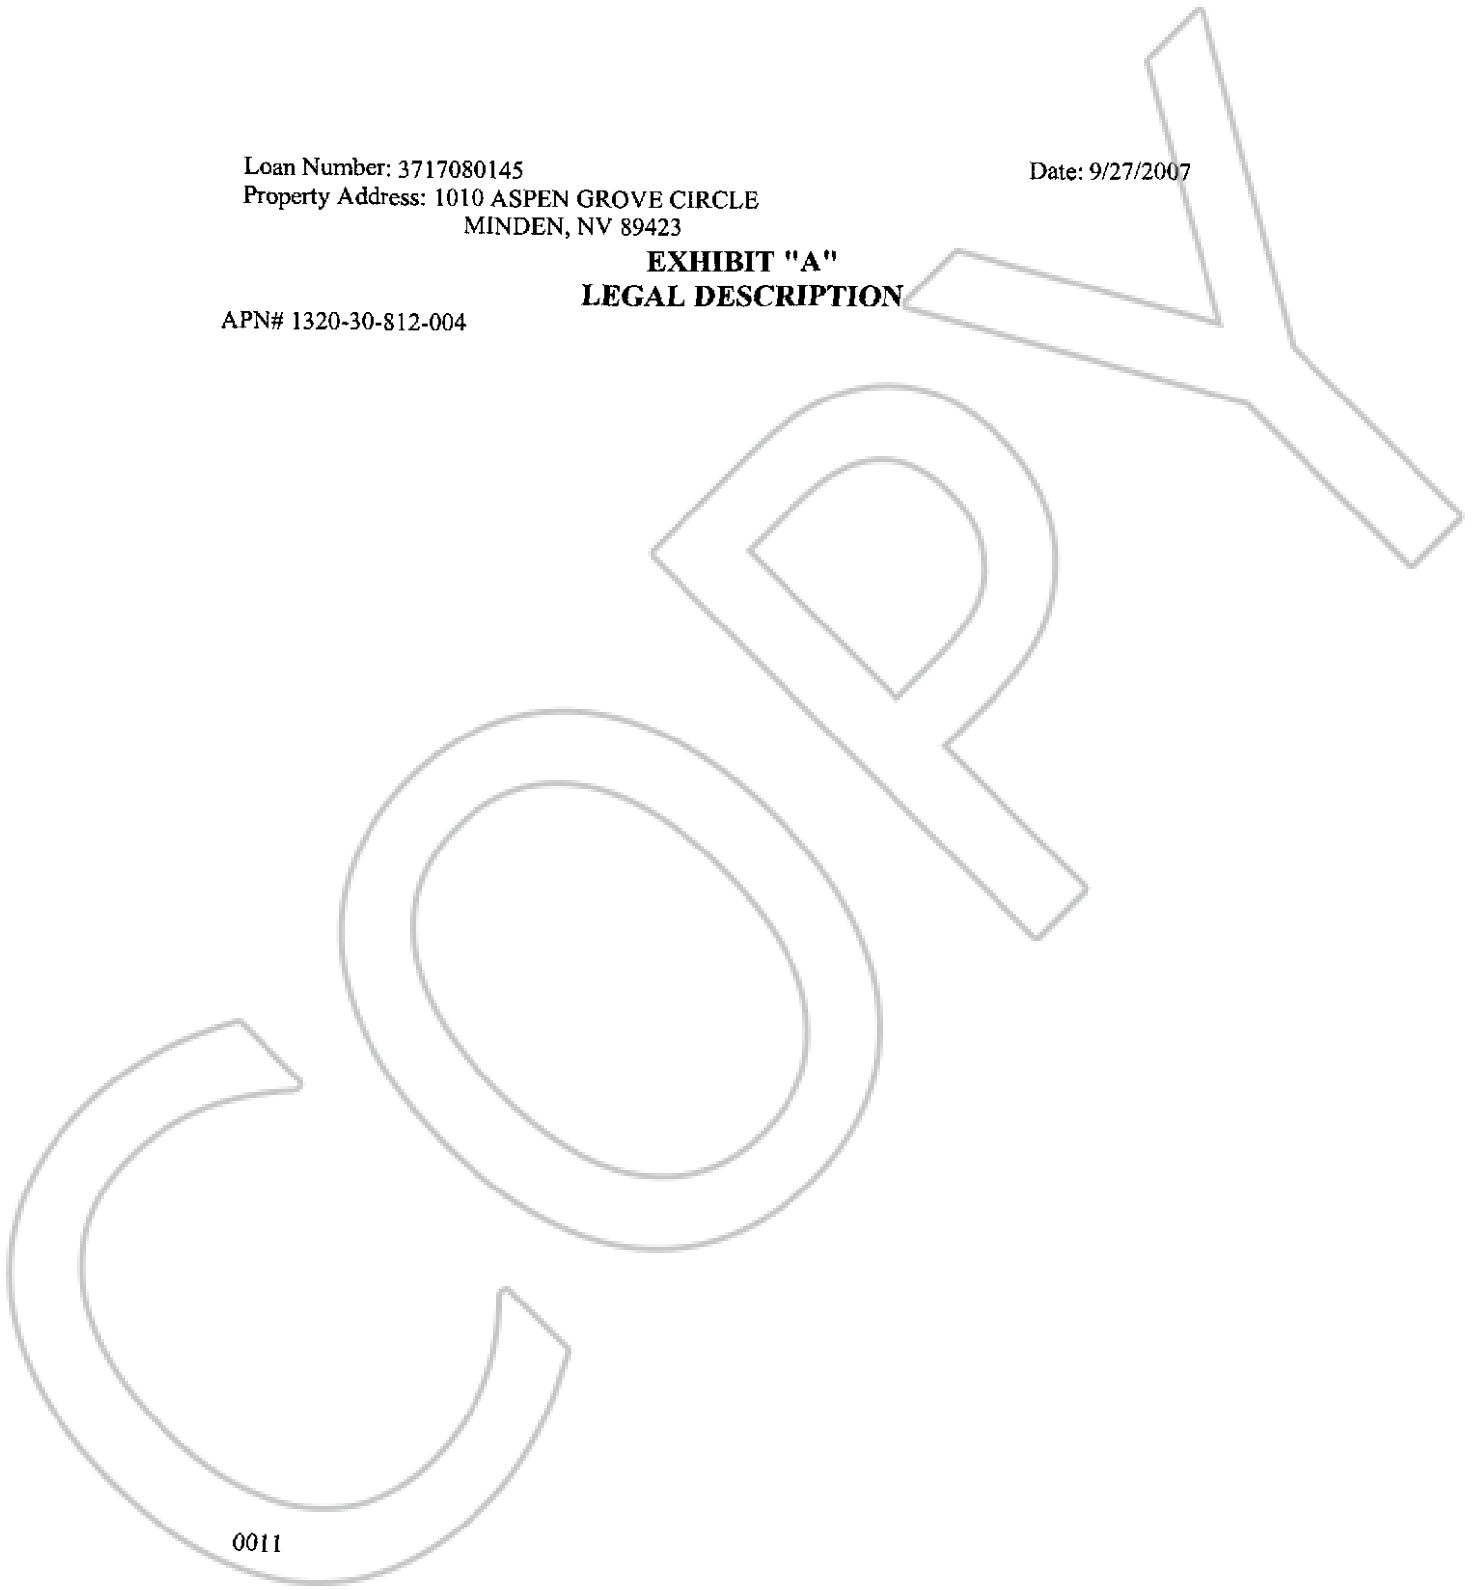 Loan Number: 3717080145 Date: 9/27/2007
Property Address: 1010 ASPEN GROVE CIRCLE
MINDEN, NV 89423
EXHIBIT "A"
LEGAL DESCRIPTION
APN# 1320-30-812-004
COPY
0011